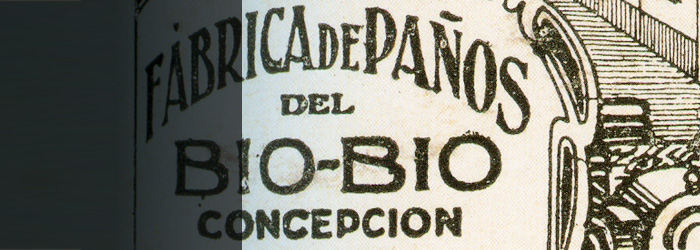 FÁBRICA DE PAÑOS
DEL
BIO-BIO
CONCEPCION